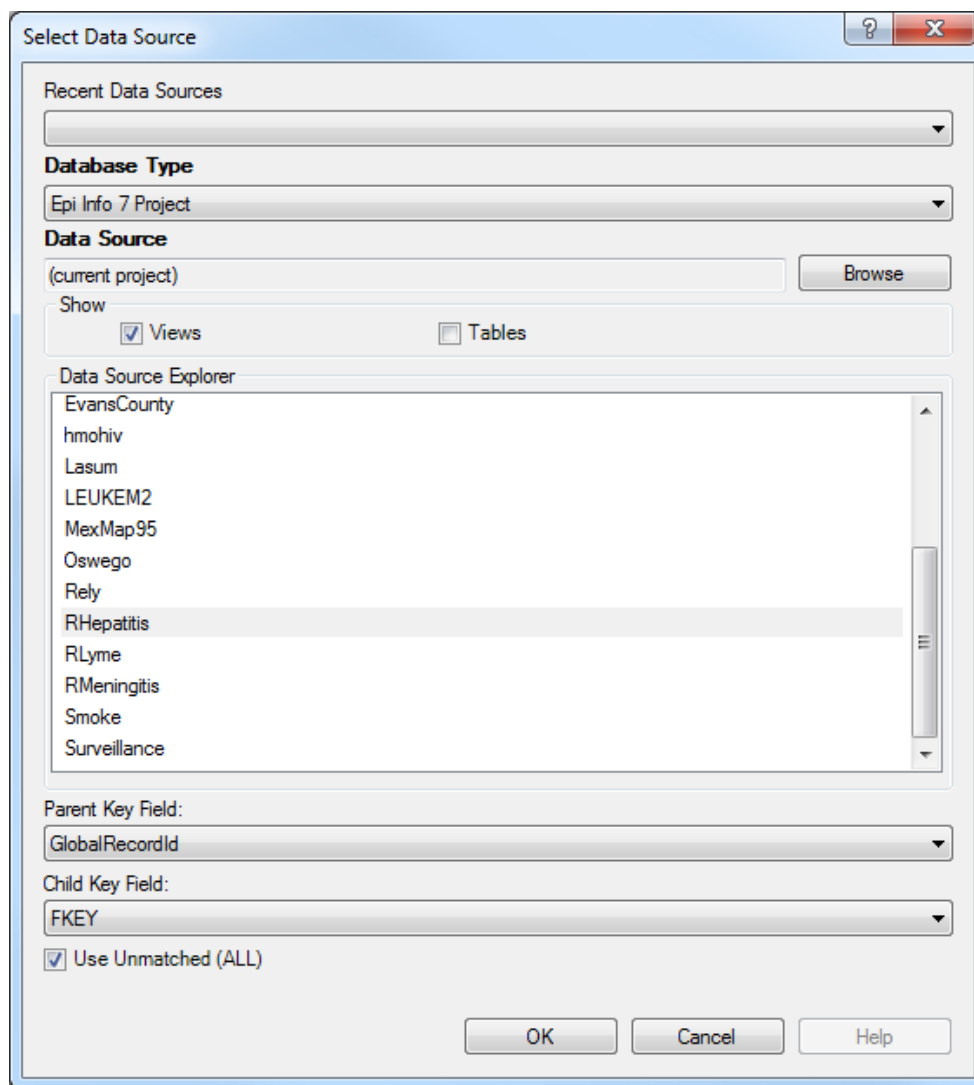 Select Data Source
Recent Data Sources
Database Type
Epi Info 7 Project
Data Source
(current project)
Browse
Show
Views
Tables
Data Source Explorer
EvansCounty
hmohiv
Lasum
LEUKEM2
MexMap95
Oswego
Rely
RHepatitis
RLyme
RMeningitis
Smoke
Surveillance
Parent Key Field:
GlobalRecordId
Child Key Field:
FKEY
Use Unmatched (ALL)
OK
Cancel
Help